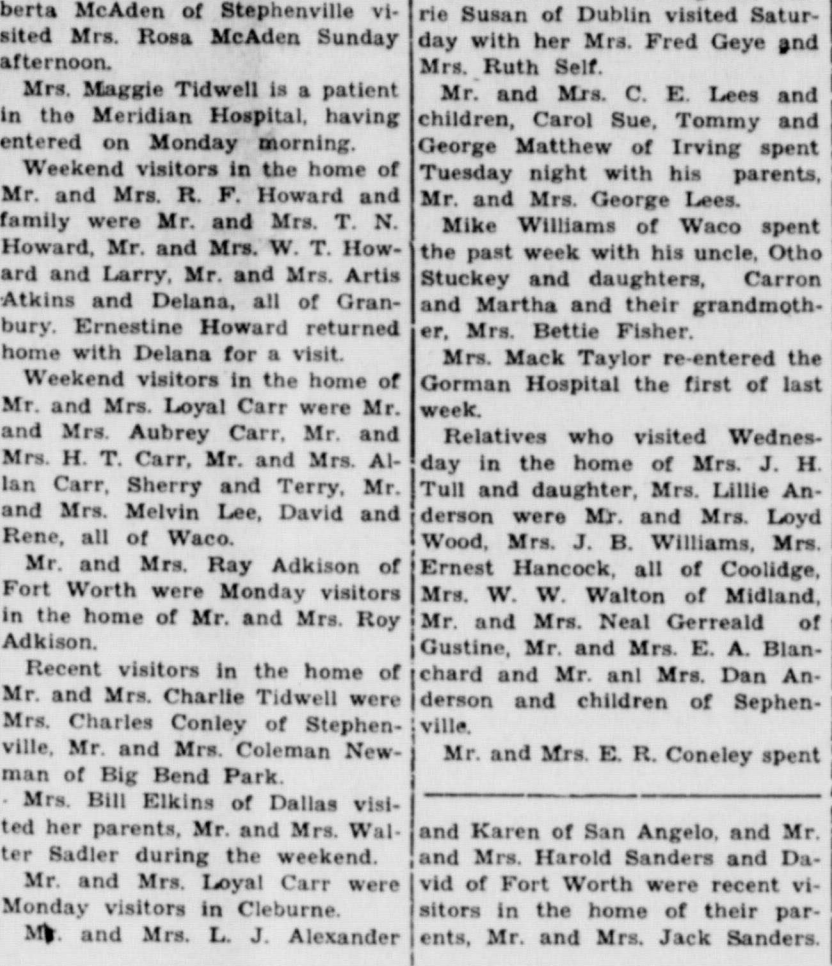 berta McAden of Stephenville vi-
sited Mrs. Rosa McAden Sunday
afternoon.
Mrs. Maggie Tidwell is a patient
in the Meridian Hospital, having
entered on Monday morning.
Weekend visitors in the home of
Mr. and Mrs. R. F. Howard and
family were Mr. and Mrs. T. N.
Howard, Mr. and Mrs. W. T. How-
ard and Larry, Mr. and Mrs. Artis
Atkins and Delana, all of Gran-
bury. Ernestine Howard returned
home with Delana for a visit.
Weekend visitors in the home of
Mr. and Mrs. Loyal Carr were Mr.
and Mrs. Aubrey Carr, Mr. and
Mrs. H. T. Carr, Mr. and Mrs. Al-
lan Carr, Sherry and Terry, Mr.
and Mrs. Melvin Lee, David and
Rene, all of Waco.
Mr. and Mrs. Ray Adkison of
Fort Worth were Monday visitors
in the home of Mr. and Mrs. Roy
Adkison.
Recent visitors in the home of
Mr. and Mrs. Charlie Tidwell were
Mrs. Charles Conley of Stephen-
ville, Mr. and Mrs. Coleman New-
man of Big Bend Park.
Mrs. Bill Elkins of Dallas visi-
ted her parents, Mr. and Mrs. Wal-
ter Sadler during the weekend.
Mr. and Mrs. Loyal Carr were
Monday visitors in Cleburne.
Mr. and Mrs. L. J. Alexander
rie Susan of Dublin visited Satur-
day with her Mrs. Fred Geye and
Mrs. Ruth Self.
Mr. and Mrs. C. E. Lees and
children, Carol Sue, Tommy and
George Matthew of Irving spent
Tuesday night with his parents,
Mr. and Mrs. George Lees.
Mike Williams of Waco spent
the past week with his uncle, Otho
Stuckey and daughters, Carron
and Martha and their grandmoth-
er, Mrs. Bettie Fisher.
Mrs. Mack Taylor re-entered the
Gorman Hospital the first of last
week.
Relatives who visited Wednes-
day in the home of Mrs. J. H.
Tull and daughter, Mrs. Lillie An-
derson were Mr. and Mrs. Loyd
Wood, Mrs. J. B. Williams, Mrs.
Ernest Hancock, all of Coolidge,
Mrs. W. W. Walton of Midland,
Mr. and Mrs. Neal Gerreald of
Gustine, Mr. and Mrs. E. A. Blan-
chard and Mr. anl Mrs. Dan An-
derson and children of Sephen-
ville.
Mr. and Mrs. E. R. Coneley spent
and Karen of San Angelo, and Mr.
and Mrs. Harold Sanders and Da-
vid of Fort Worth were recent vi-
sitors in the home of their par-
ents, Mr. and Mrs. Jack Sanders.